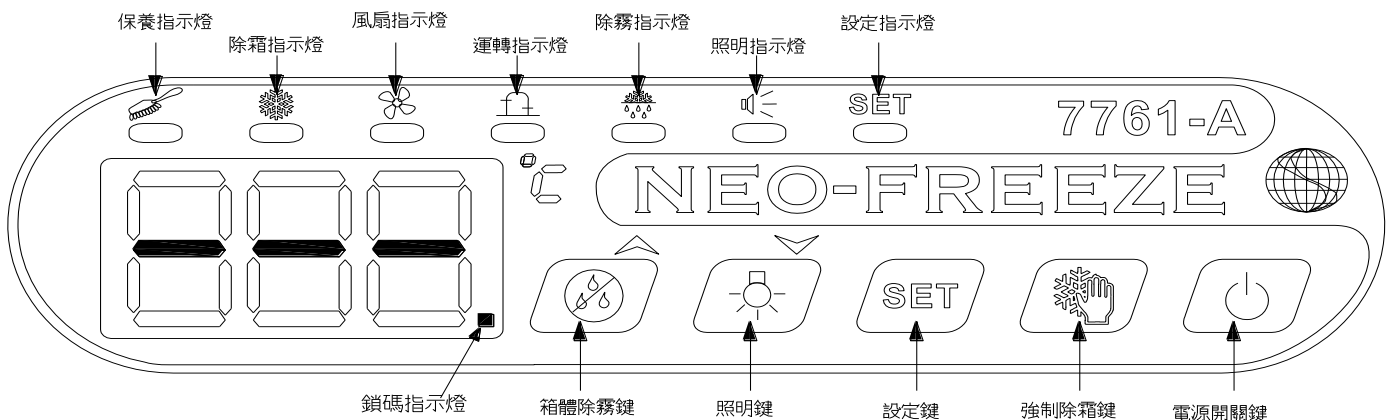 保養指示燈
除霜指示燈
風扇指示燈
運轉指示燈
除霧指示燈
照明指示燈
設定指示燈
SET
7761-A
°C
NEO-FREEZE
SET
鎖碼指示燈
箱體除霧鍵
照明鍵
設定鍵
強制除霜鍵
電源開關鍵